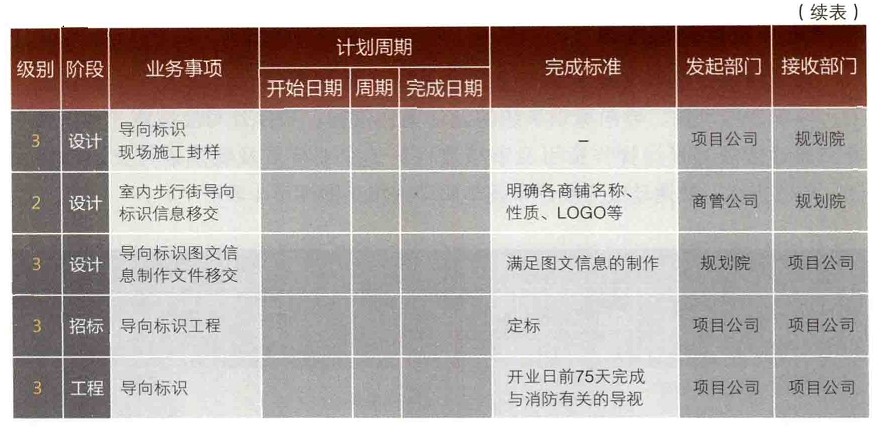 （续表）
级别 阶段 业务事项 计划周期 完成标准 发起部门 接收部门
开始日期 周期 完成日期
3 设计 导向标识 – 项目公司 规划院
现场施工封样
2 设计 室内步行街导向 明确各商铺名称、 商管公司 规划院
标识信息移交 性质、LOGO等
3 设计 导向标识图文信 满足图文信息的制作 规划院 项目公司
息制作文件移交
3 招标 导向标识工程 定标 项目公司 项目公司
3 工程 导向标识 开业日前75天完成 项目公司 项目公司
与消防有关的导视